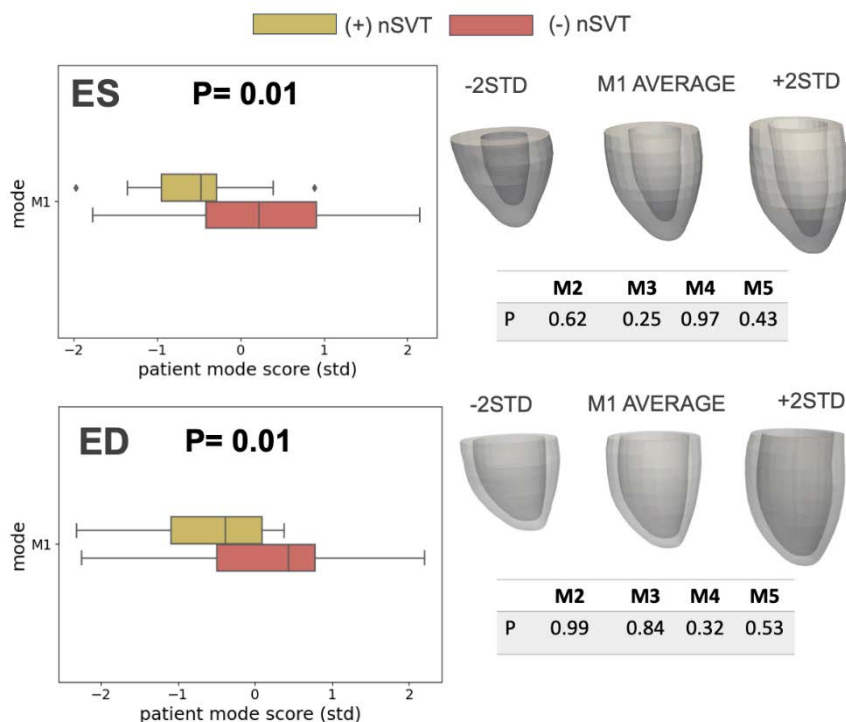 (+) nSVT (-) nSVT
ES P= 0.01
mode
M1
−2 −1 0 1 2
patient mode score (std)
-2STD M1 AVERAGE +2STD
M2 M3 M4 M5
P 0.62 0.25 0.97 0.43
ED P= 0.01
mode
M1
−2 −1 0 1 2
patient mode score (std)
-2STD M1 AVERAGE +2STD
M2 M3 M4 M5
P 0.99 0.84 0.32 0.53